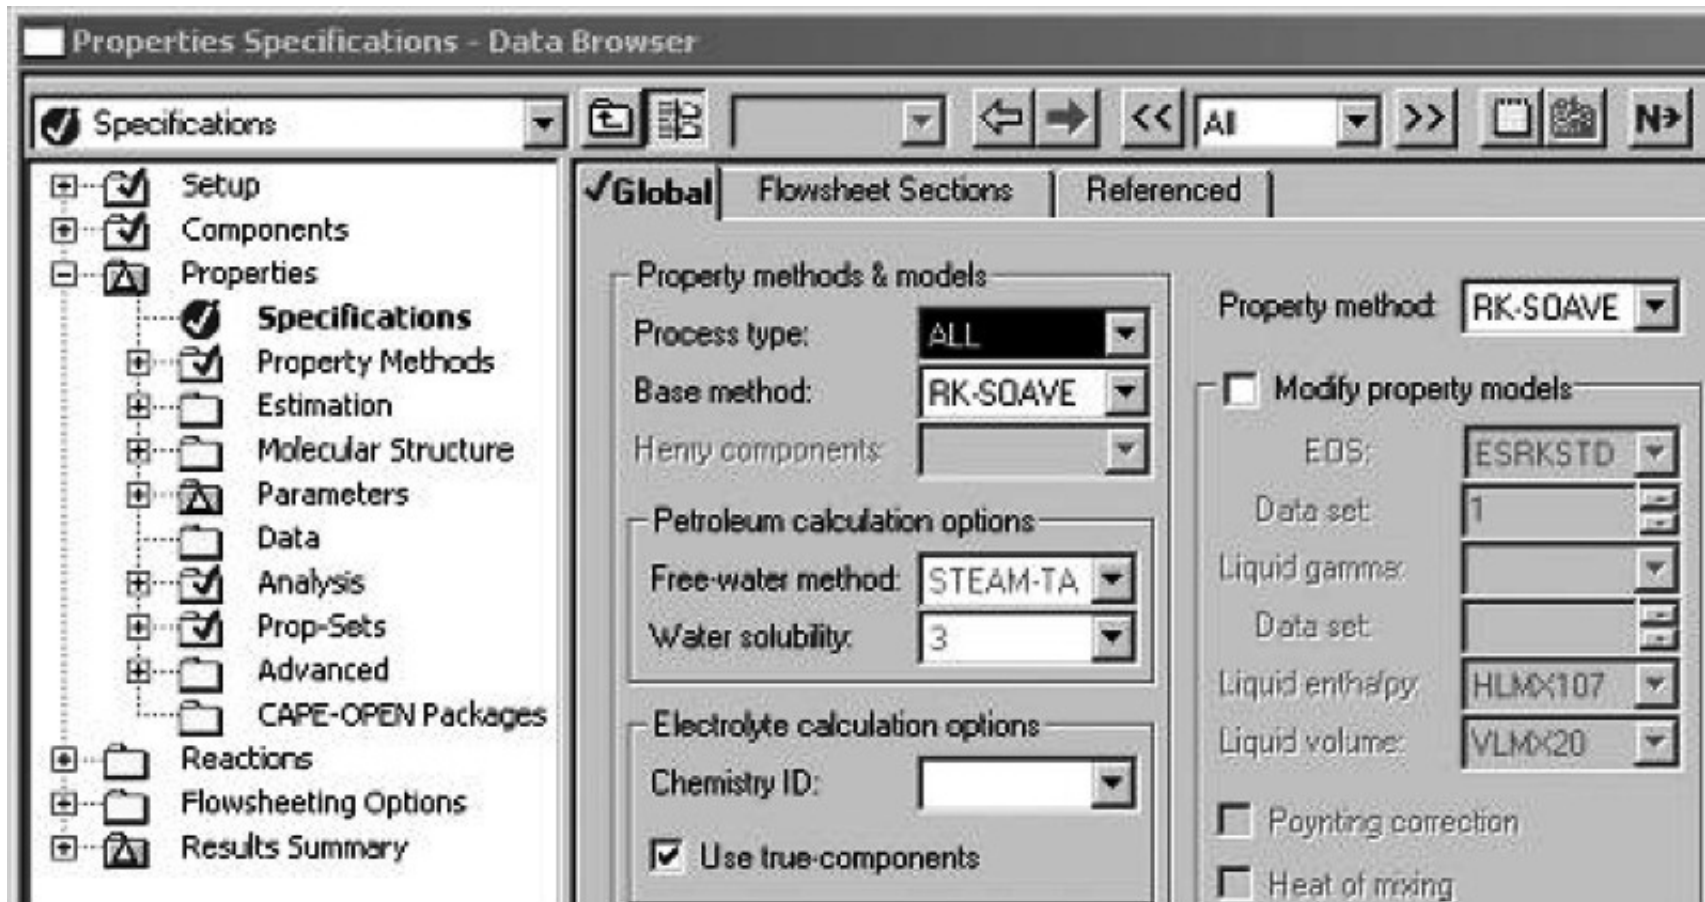 Properties Specifications - Data Browser
Specifications
All
N
Setup
Components
Properties
Specifications
Property Methods
Estimation
Molecular Structure
Parameters
Data
Analysis
Prop-Sets
Advanced
CAPE-OPEN Packages
Reactions
Flowsheeting Options
Results Summary
Global Flowsheet Sections Referenced
Property methods & models
Process type: ALL
Base method: RK-SOAVE
Henry components:
Petroleum calculation options
Free-water method: STEAM-TA
Water solubility: 3
Electrolyte calculation options
Chemistry ID:
Use true-components
Property method: RK-SOAVE
Modify property models
EOS: ESRKSTD
Data set: 1
Liquid gamma:
Data set:
Liquid enthalpy: HLMX107
Liquid volume: VLMX20
Poynting correction
Heat of mixing